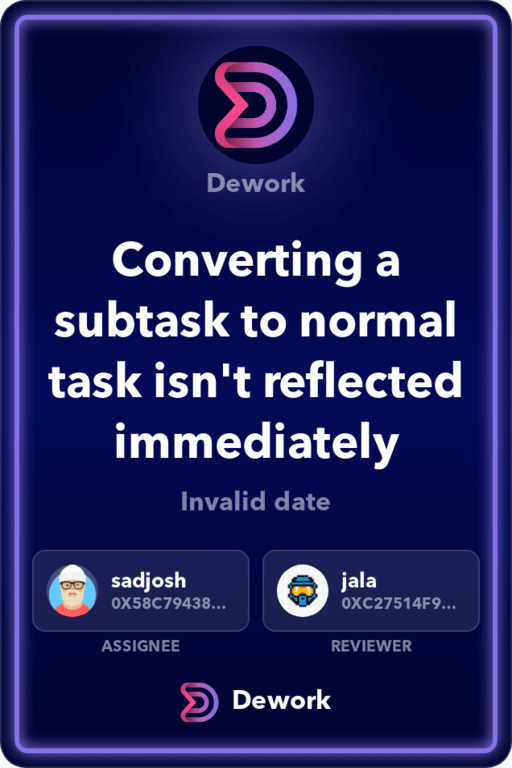 Dework
Converting a
subtask to normal
task isn't reflected
immediately
Invalid date
sadjosh
0X58C79438...
jala
0XC27514F9...
ASSIGNEE
REVIEWER
Dework